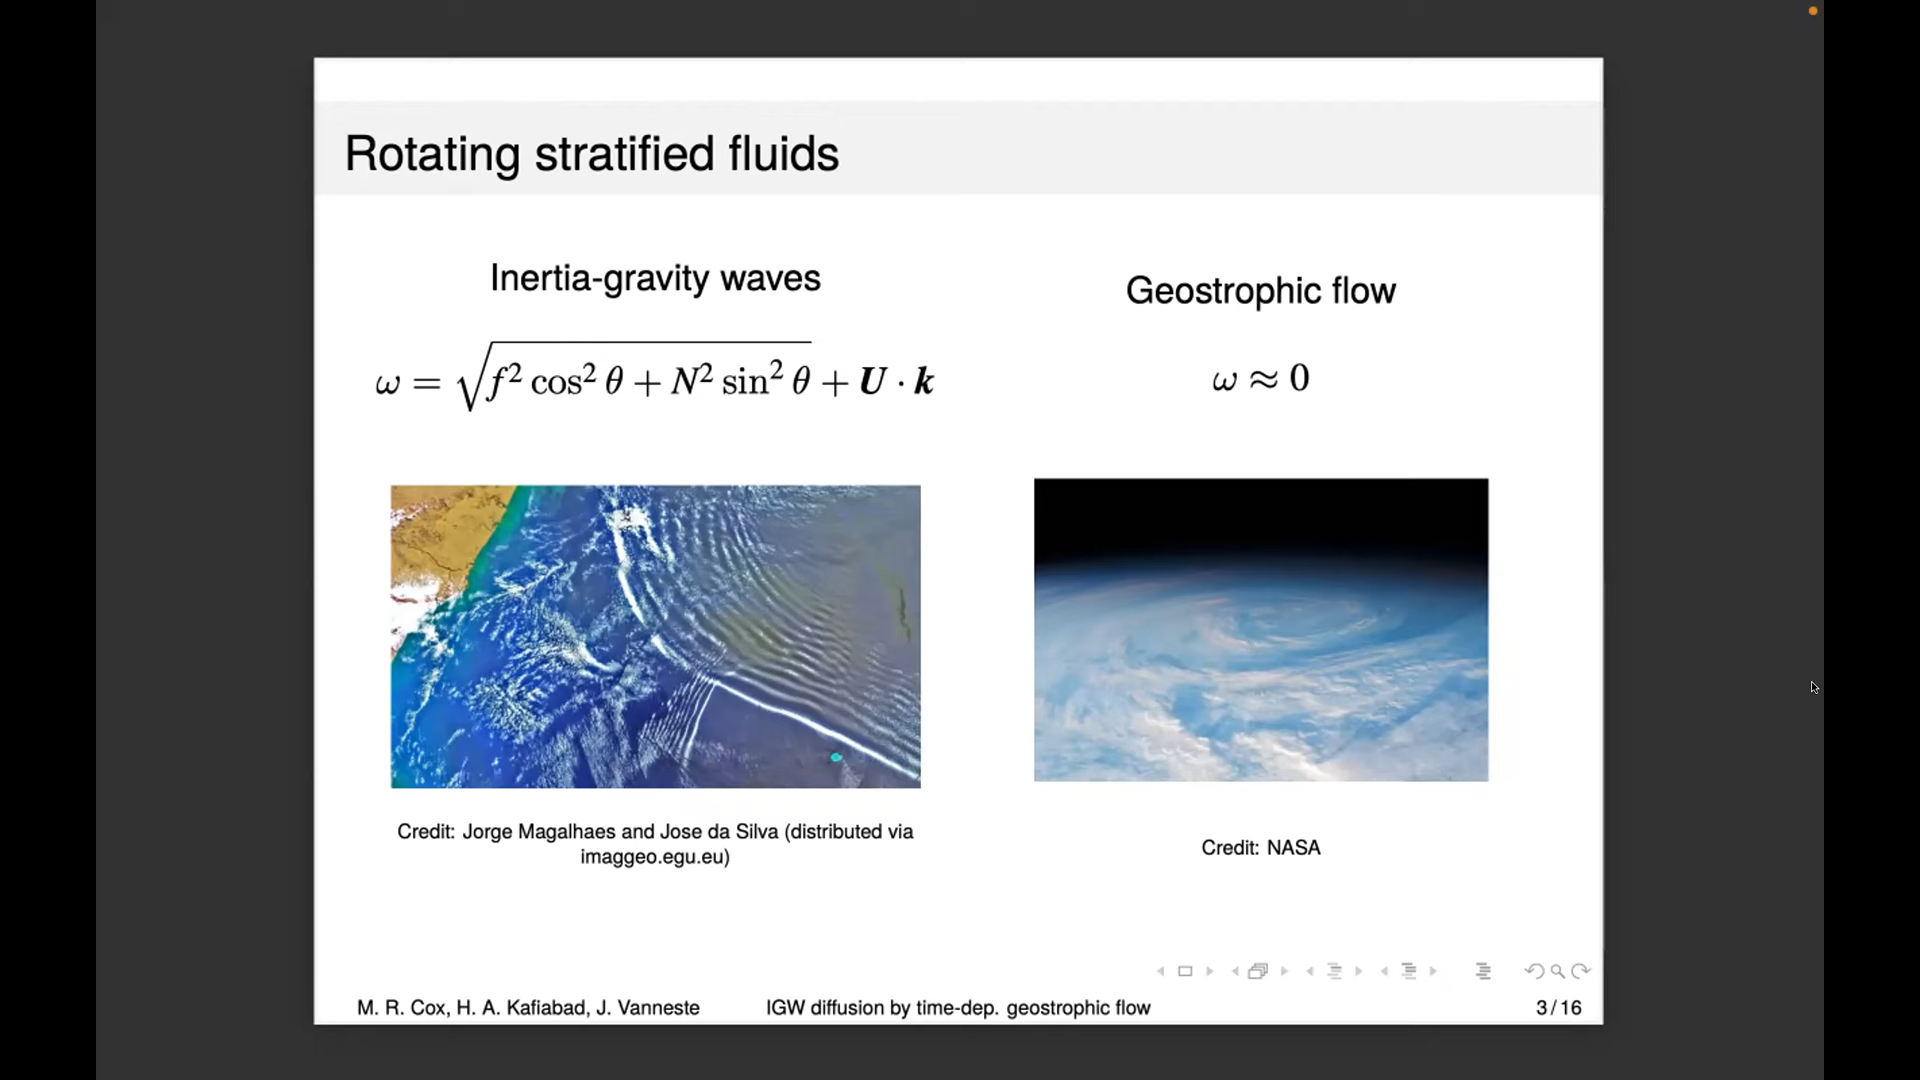 Rotating stratified fluids
Inertia-gravity waves
ω = √(f² cos² θ + N² sin² θ) + U · k
Credit: Jorge Magalhaes and Jose da Silva (distributed via
imaggeo.egu.eu)
Geostrophic flow
ω ≈ 0
Credit: NASA
M. R. Cox, H. A. Kafiabad, J. Vanneste
IGW diffusion by time-dep. geostrophic flow
3 / 16